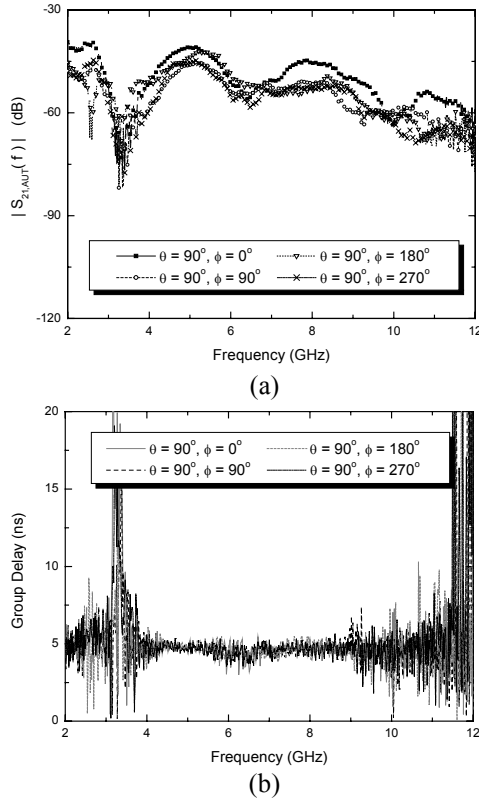 -30
-60
-90
-120
| S21,AUT(f) | (dB)
θ = 90°, ϕ = 0° θ = 90°, ϕ = 180°
θ = 90°, ϕ = 90° θ = 90°, ϕ = 270°
2 4 6 8 10 12
Frequency (GHz)
(a)
20
15
10
5
0
Group Delay (ns)
θ = 90°, ϕ = 0° θ = 90°, ϕ = 180°
θ = 90°, ϕ = 90° θ = 90°, ϕ = 270°
2 4 6 8 10 12
Frequency (GHz)
(b)